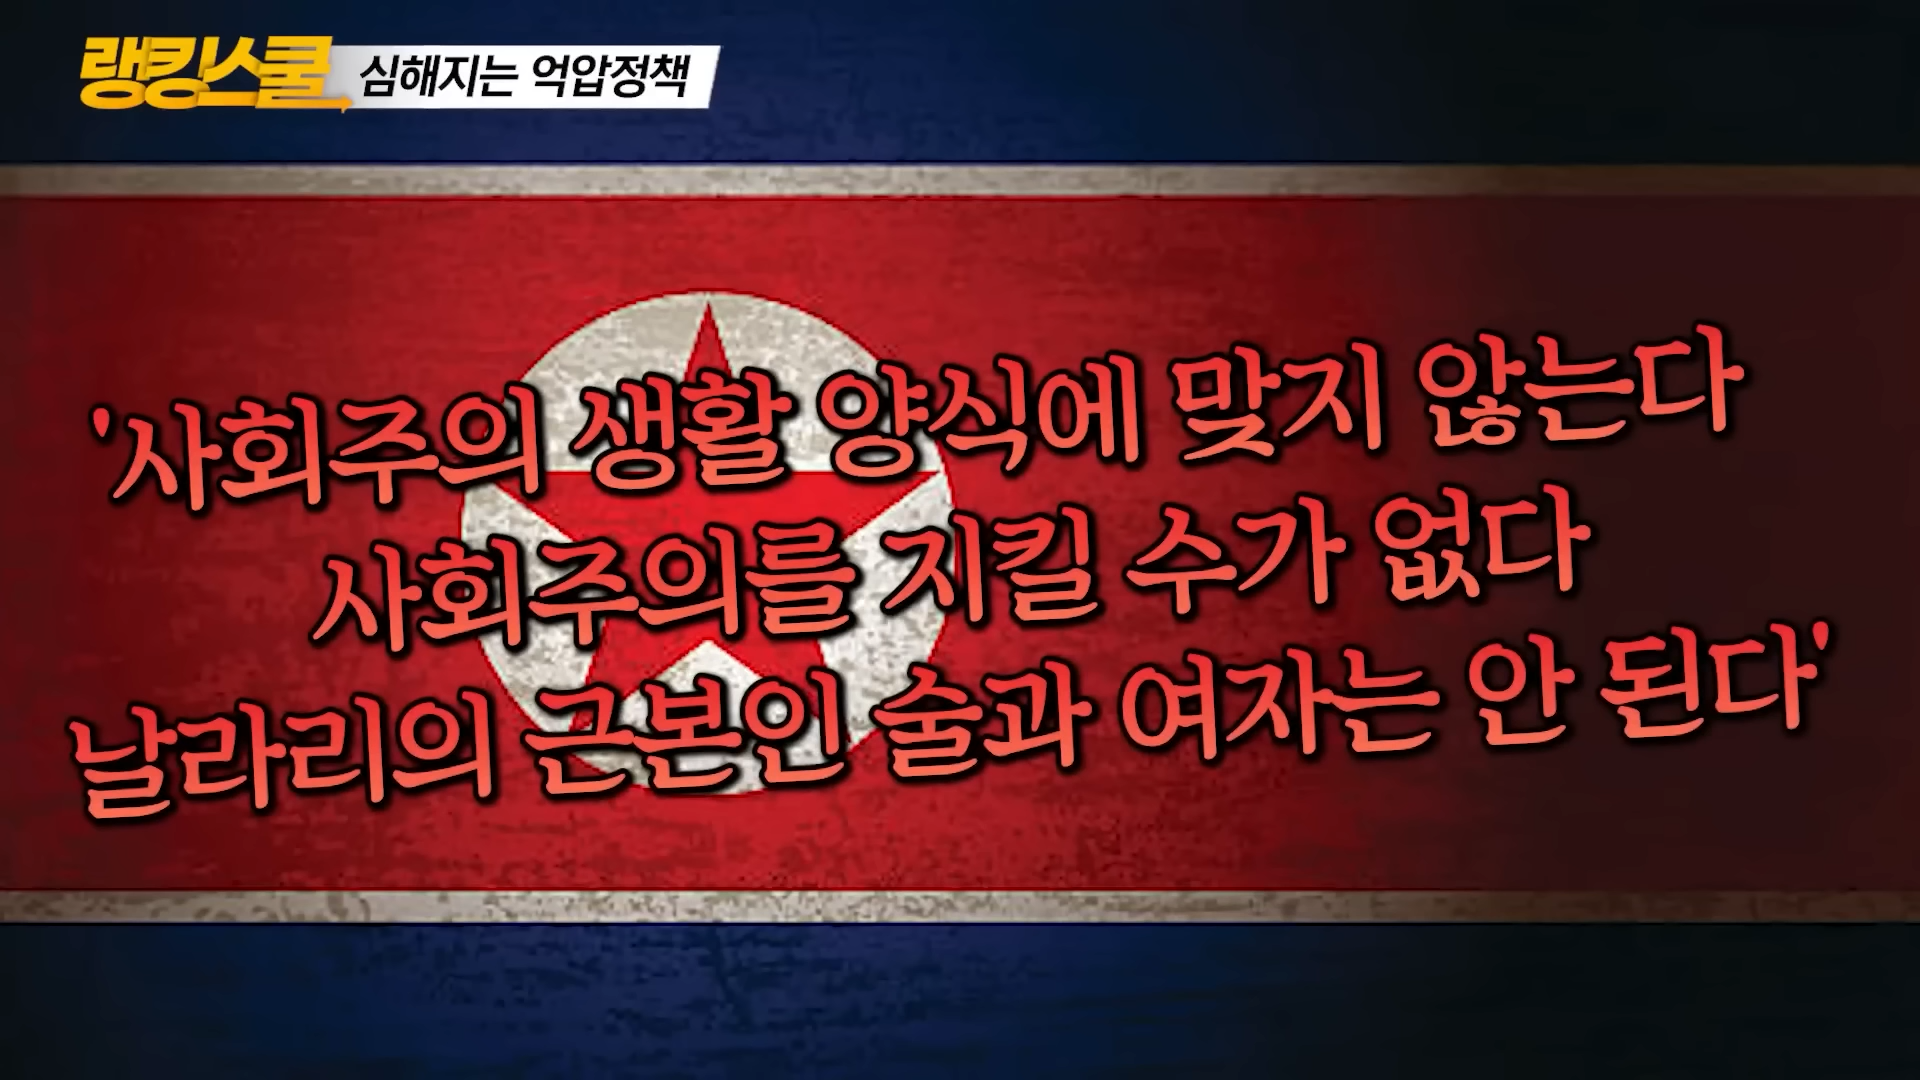 랭킹스쿨 심해지는 억압정책
'사회주의 생활 양식에 맞지 않는다
사회주의를 지킬 수가 없다
날라리의 근본인 술과 여자는 안 된다'